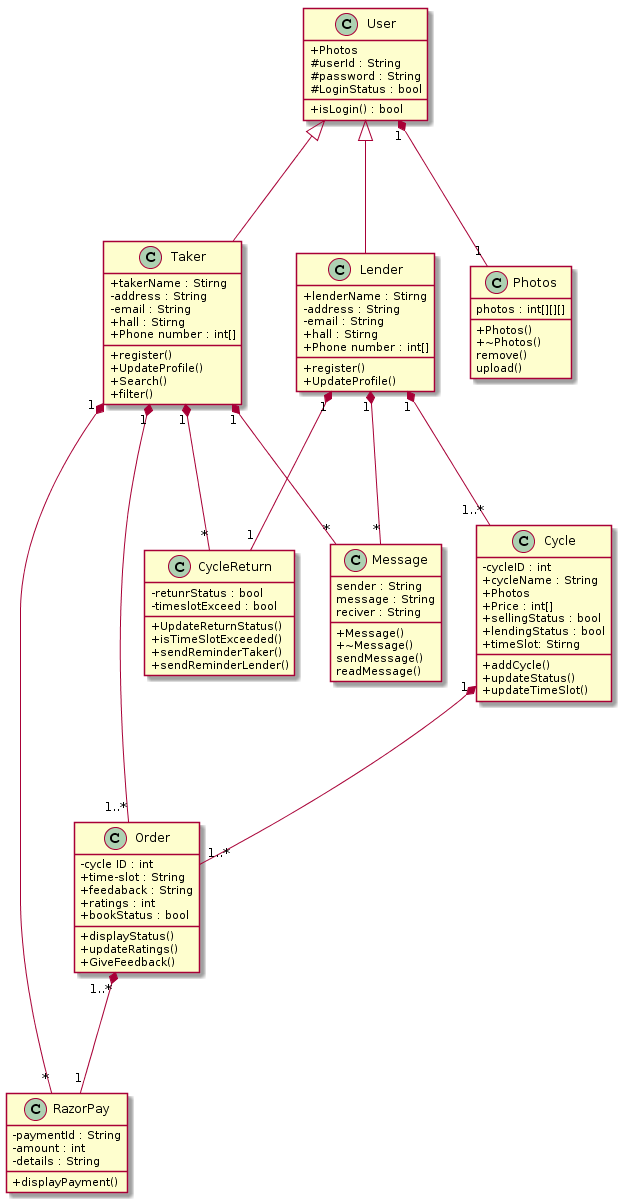 C User
+Photos
#userId : String
#password : String
#LoginStatus : bool
+isLogin() : bool
1
1
C Taker
+takerName : Stirng
-address : String
-email : String
+hall : Stirng
+Phone number : int[]
+register()
+UpdateProfile()
+Search()
+filter()
C Lender
+lenderName : Stirng
-address : String
-email : String
+hall : Stirng
+Phone number : int[]
+register()
+UpdateProfile()
C Photos
photos : int[][][]
+Photos()
+~Photos()
remove()
upload()
1 1 1 1 1 1 1
* 1 * * 1..*
C CycleReturn
-retunrStatus : bool
-timeslotExceed : bool
+UpdateReturnStatus()
+isTimeSlotExceeded()
+sendReminderTaker()
+sendReminderLender()
C Message
sender : String
message : String
reciver : String
+Message()
+~Message()
sendMessage()
readMessage()
C Cycle
-cycleID : int
+cycleName : String
+Photos
+Price : int[]
+sellingStatus : bool
+lendingStatus : bool
+timeSlot: Stirng
+addCycle()
+updateStatus()
+updateTimeSlot()
1
1..*
1..*
C Order
-cycle ID : int
+time-slot : String
+feedaback : String
+ratings : int
+bookStatus : bool
+displayStatus()
+updateRatings()
+GiveFeedback()
1..*
* 1
C RazorPay
-paymentId : String
-amount : int
-details : String
+displayPayment()